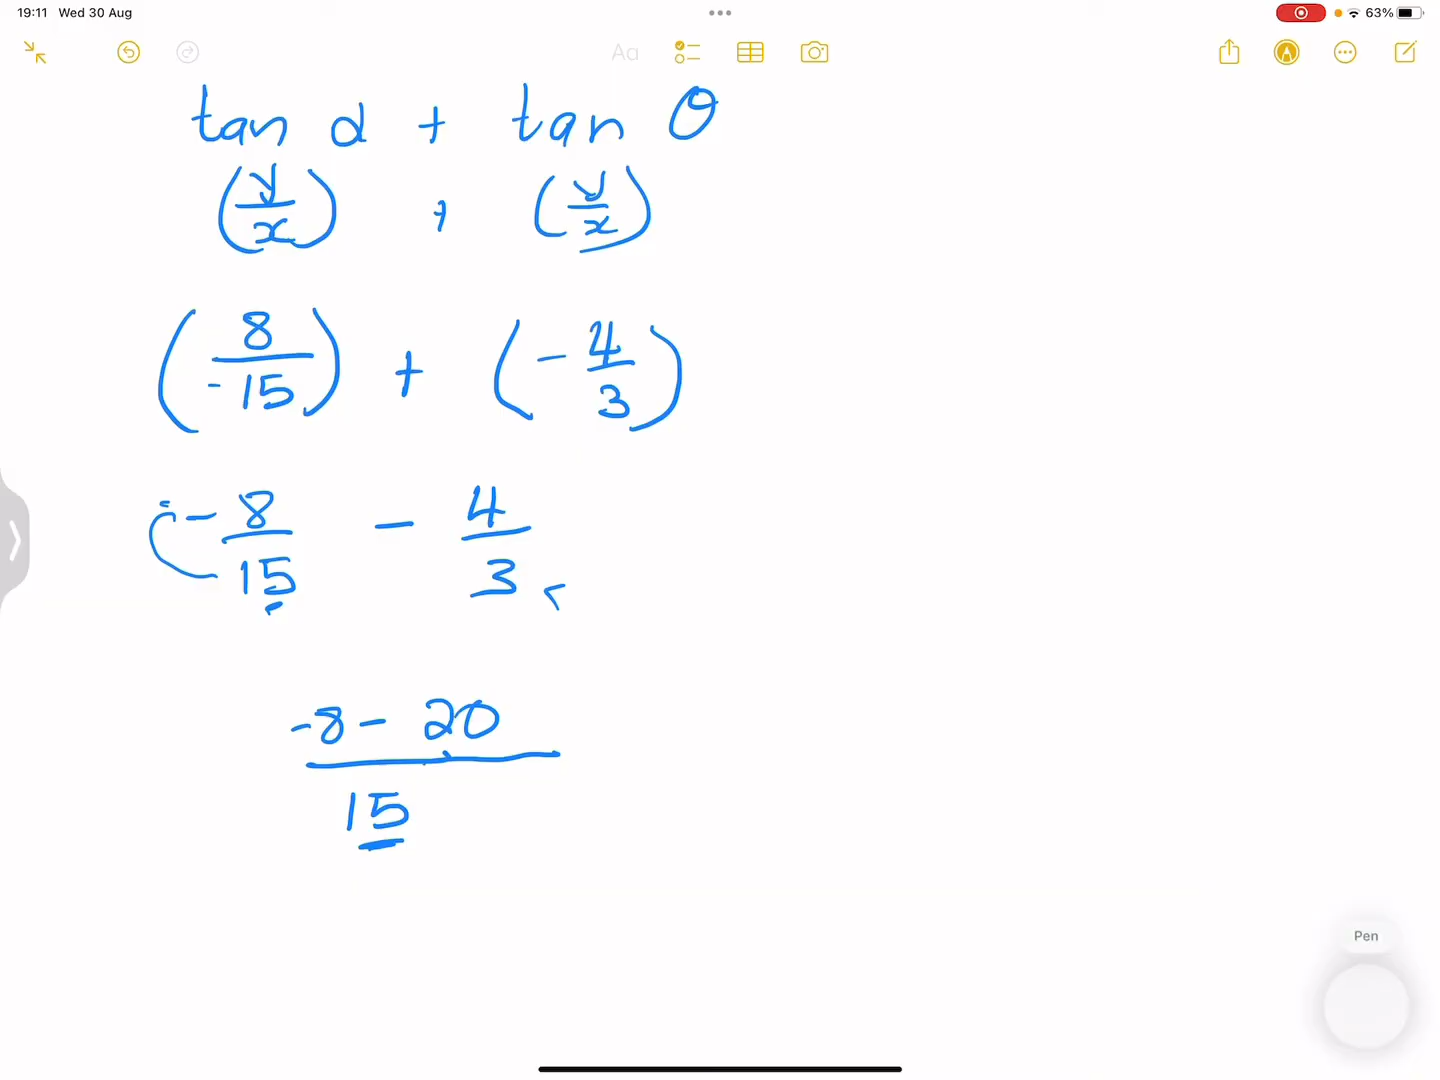 19:11 Wed 30 Aug 63%
Aa
tan α + tan θ
(y/x) + (y/x)
(8/-15) + (-4/3)
-8/15 - 4/3
-8 - 20
15
Pen